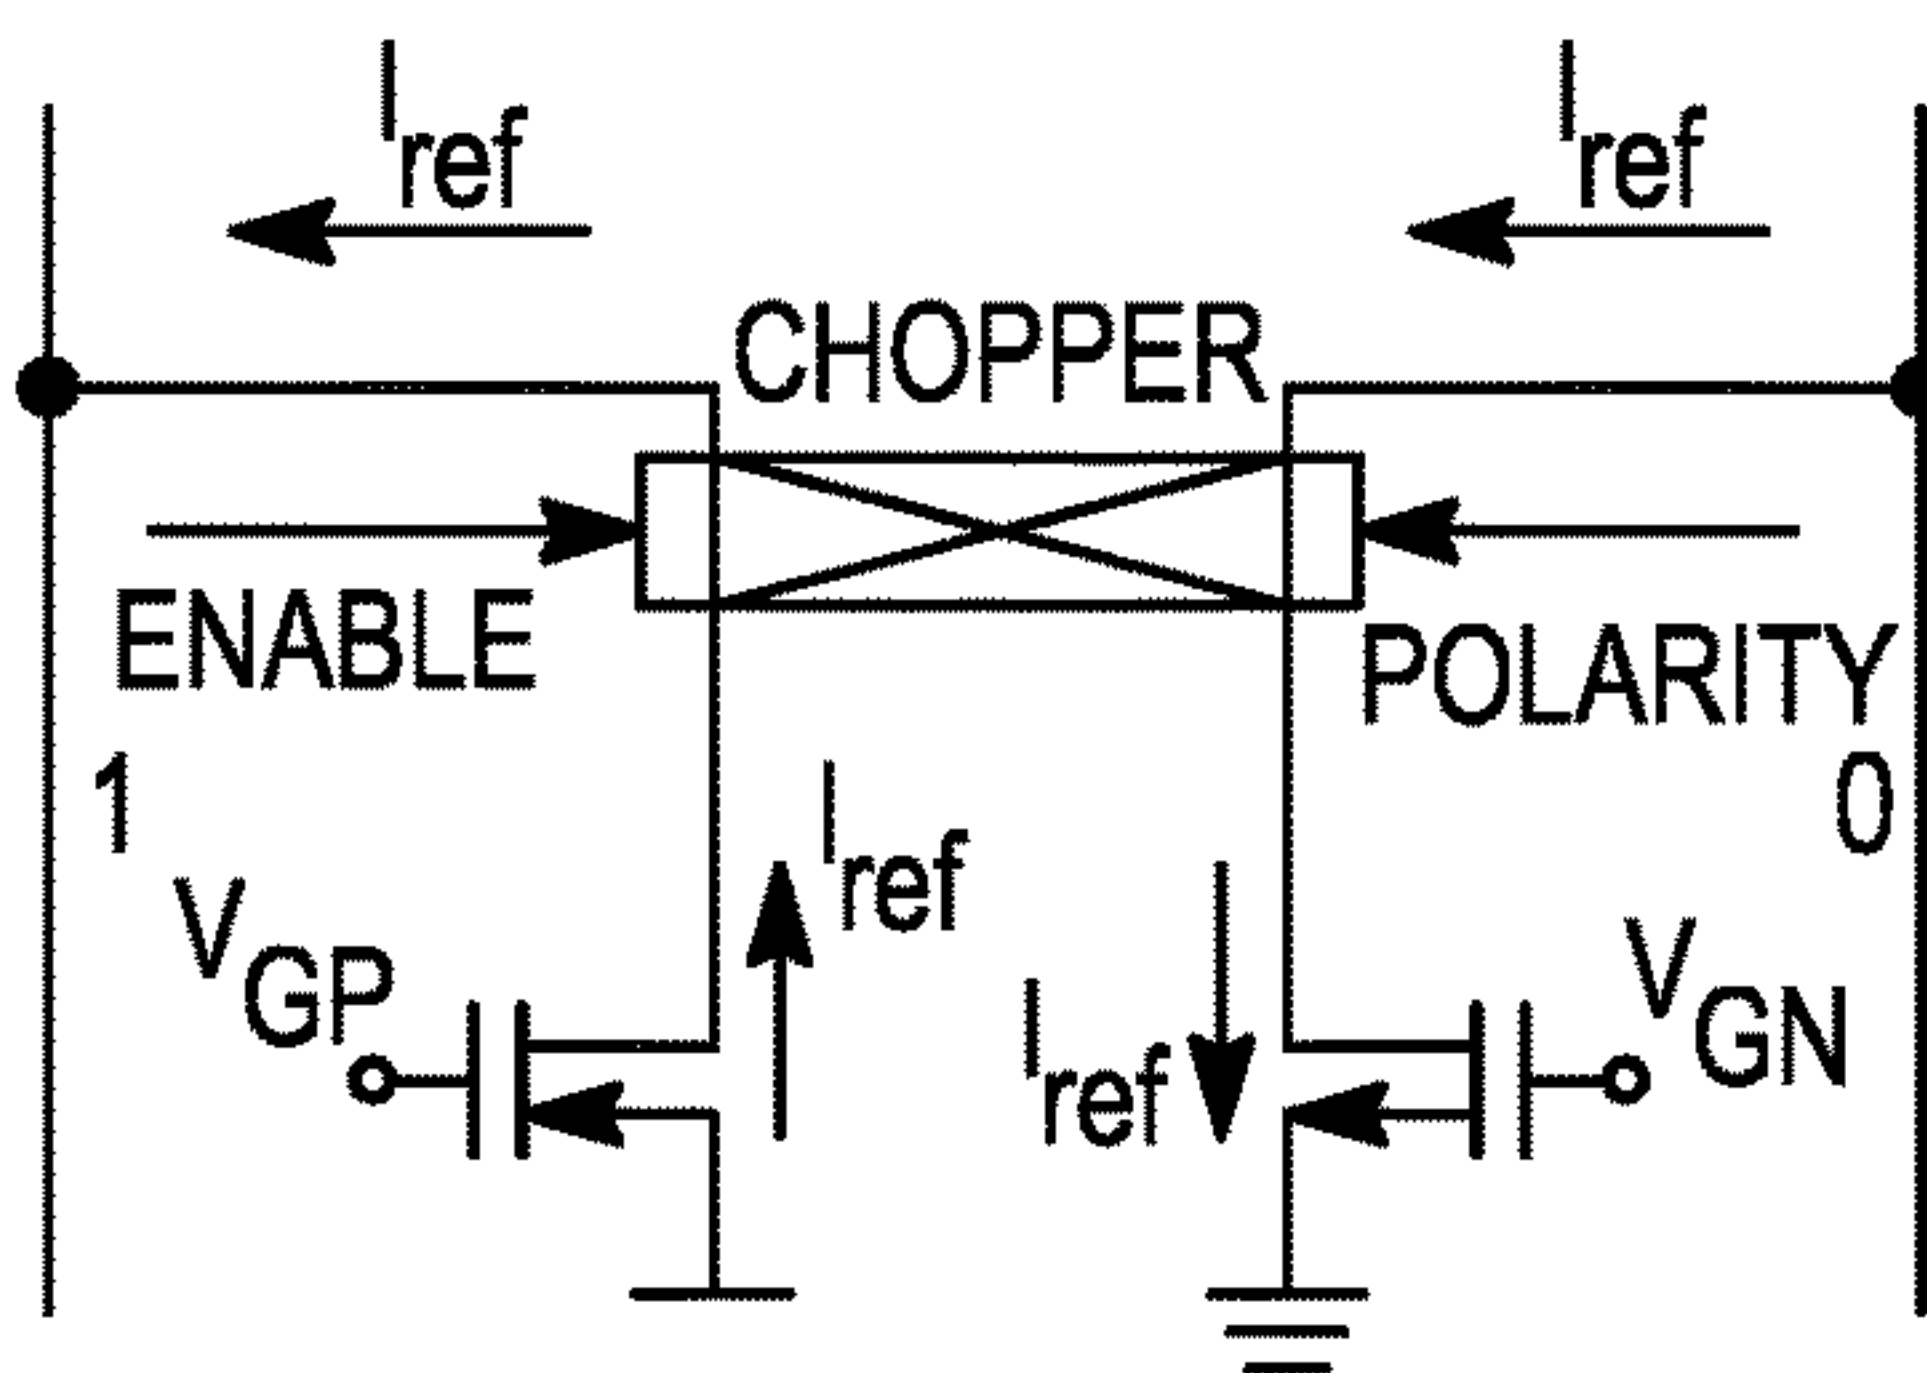 Iref Iref
CHOPPER
ENABLE
POLARITY
1
0
Iref
VGP
Iref
VGN